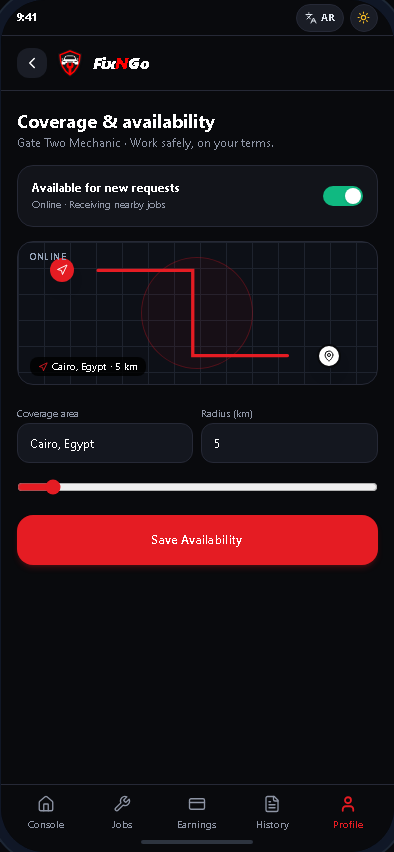 9:41
AR
FixNGo
Coverage & availability
Gate Two Mechanic · Work safely, on your terms.
Available for new requests
Online · Receiving nearby jobs
ONLINE
Cairo, Egypt · 5 km
Coverage area
Radius (km)
Cairo, Egypt
5
Save Availability
Console
Jobs
Earnings
History
Profile